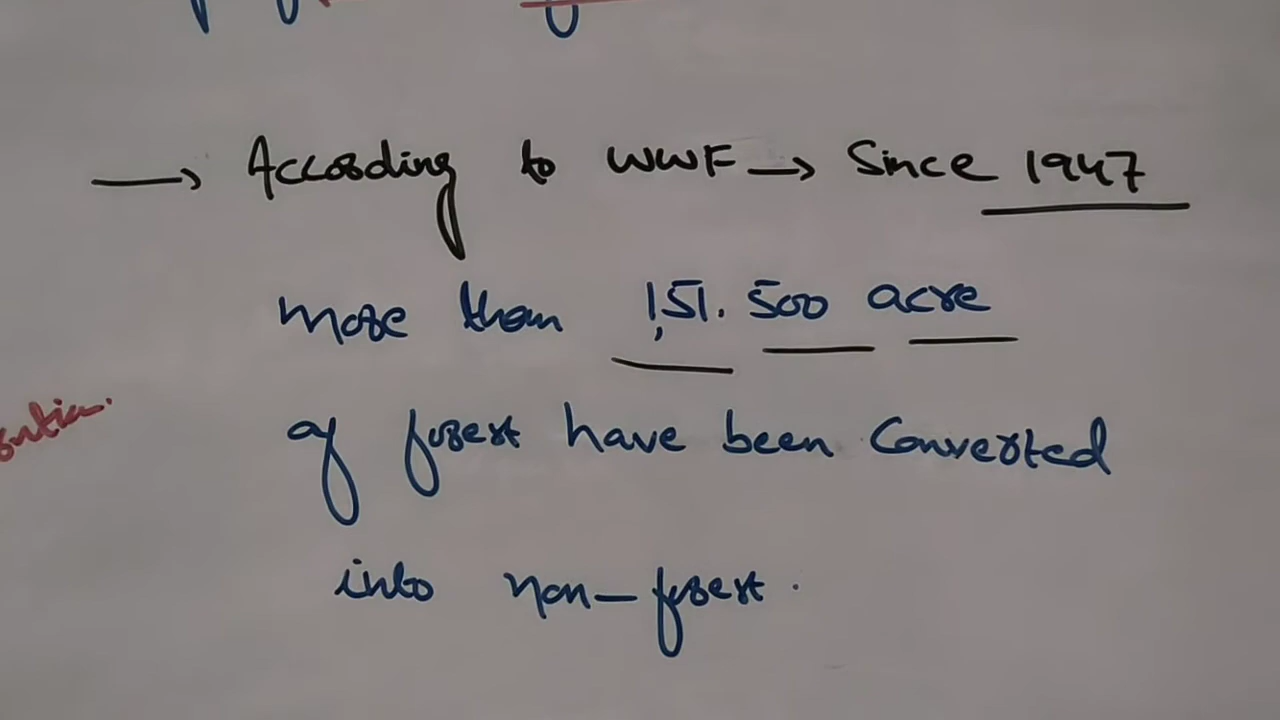 → According to WWF → Since 1947
more than 1,51.500 acre
of forest have been Converted
into non-forest.